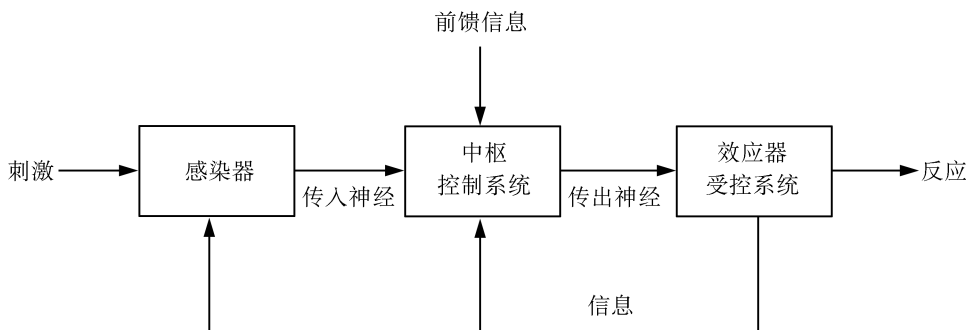 前馈信息
刺激
感染器
传入神经
中枢
控制系统
传出神经
效应器
受控系统
反应
信息